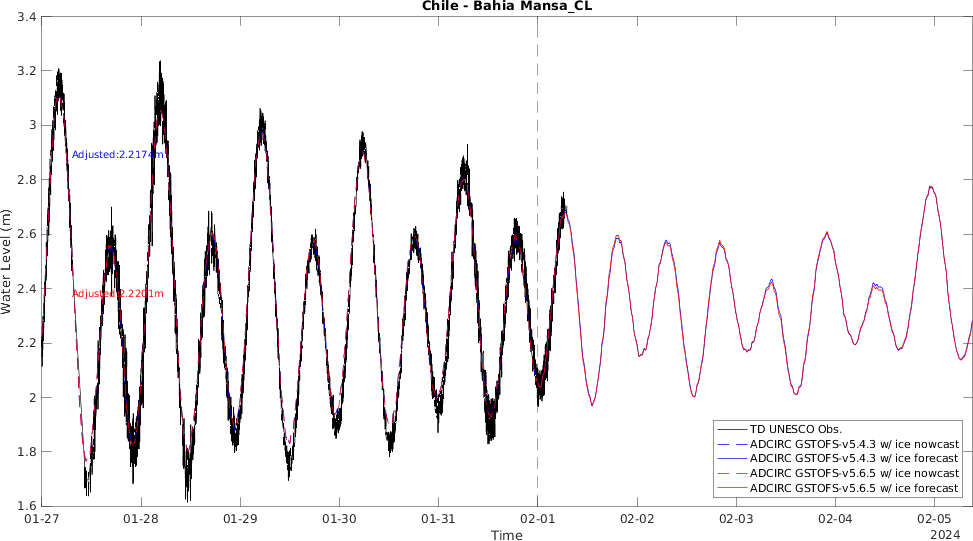 Chile - Bahia Mansa_CL
3.4
3.2
3
2.8
2.6
2.4
2.2
2
1.8
1.6
Water Level (m)
Adjusted:2.2174m
Adjusted:2.2201m
TD UNESCO Obs.
ADCIRC GSTOFS-v5.4.3 w/ ice nowcast
ADCIRC GSTOFS-v5.4.3 w/ ice forecast
ADCIRC GSTOFS-v5.6.5 w/ ice nowcast
ADCIRC GSTOFS-v5.6.5 w/ ice forecast
01-27 01-28 01-29 01-30 01-31 02-01 02-02 02-03 02-04 02-05
Time
2024